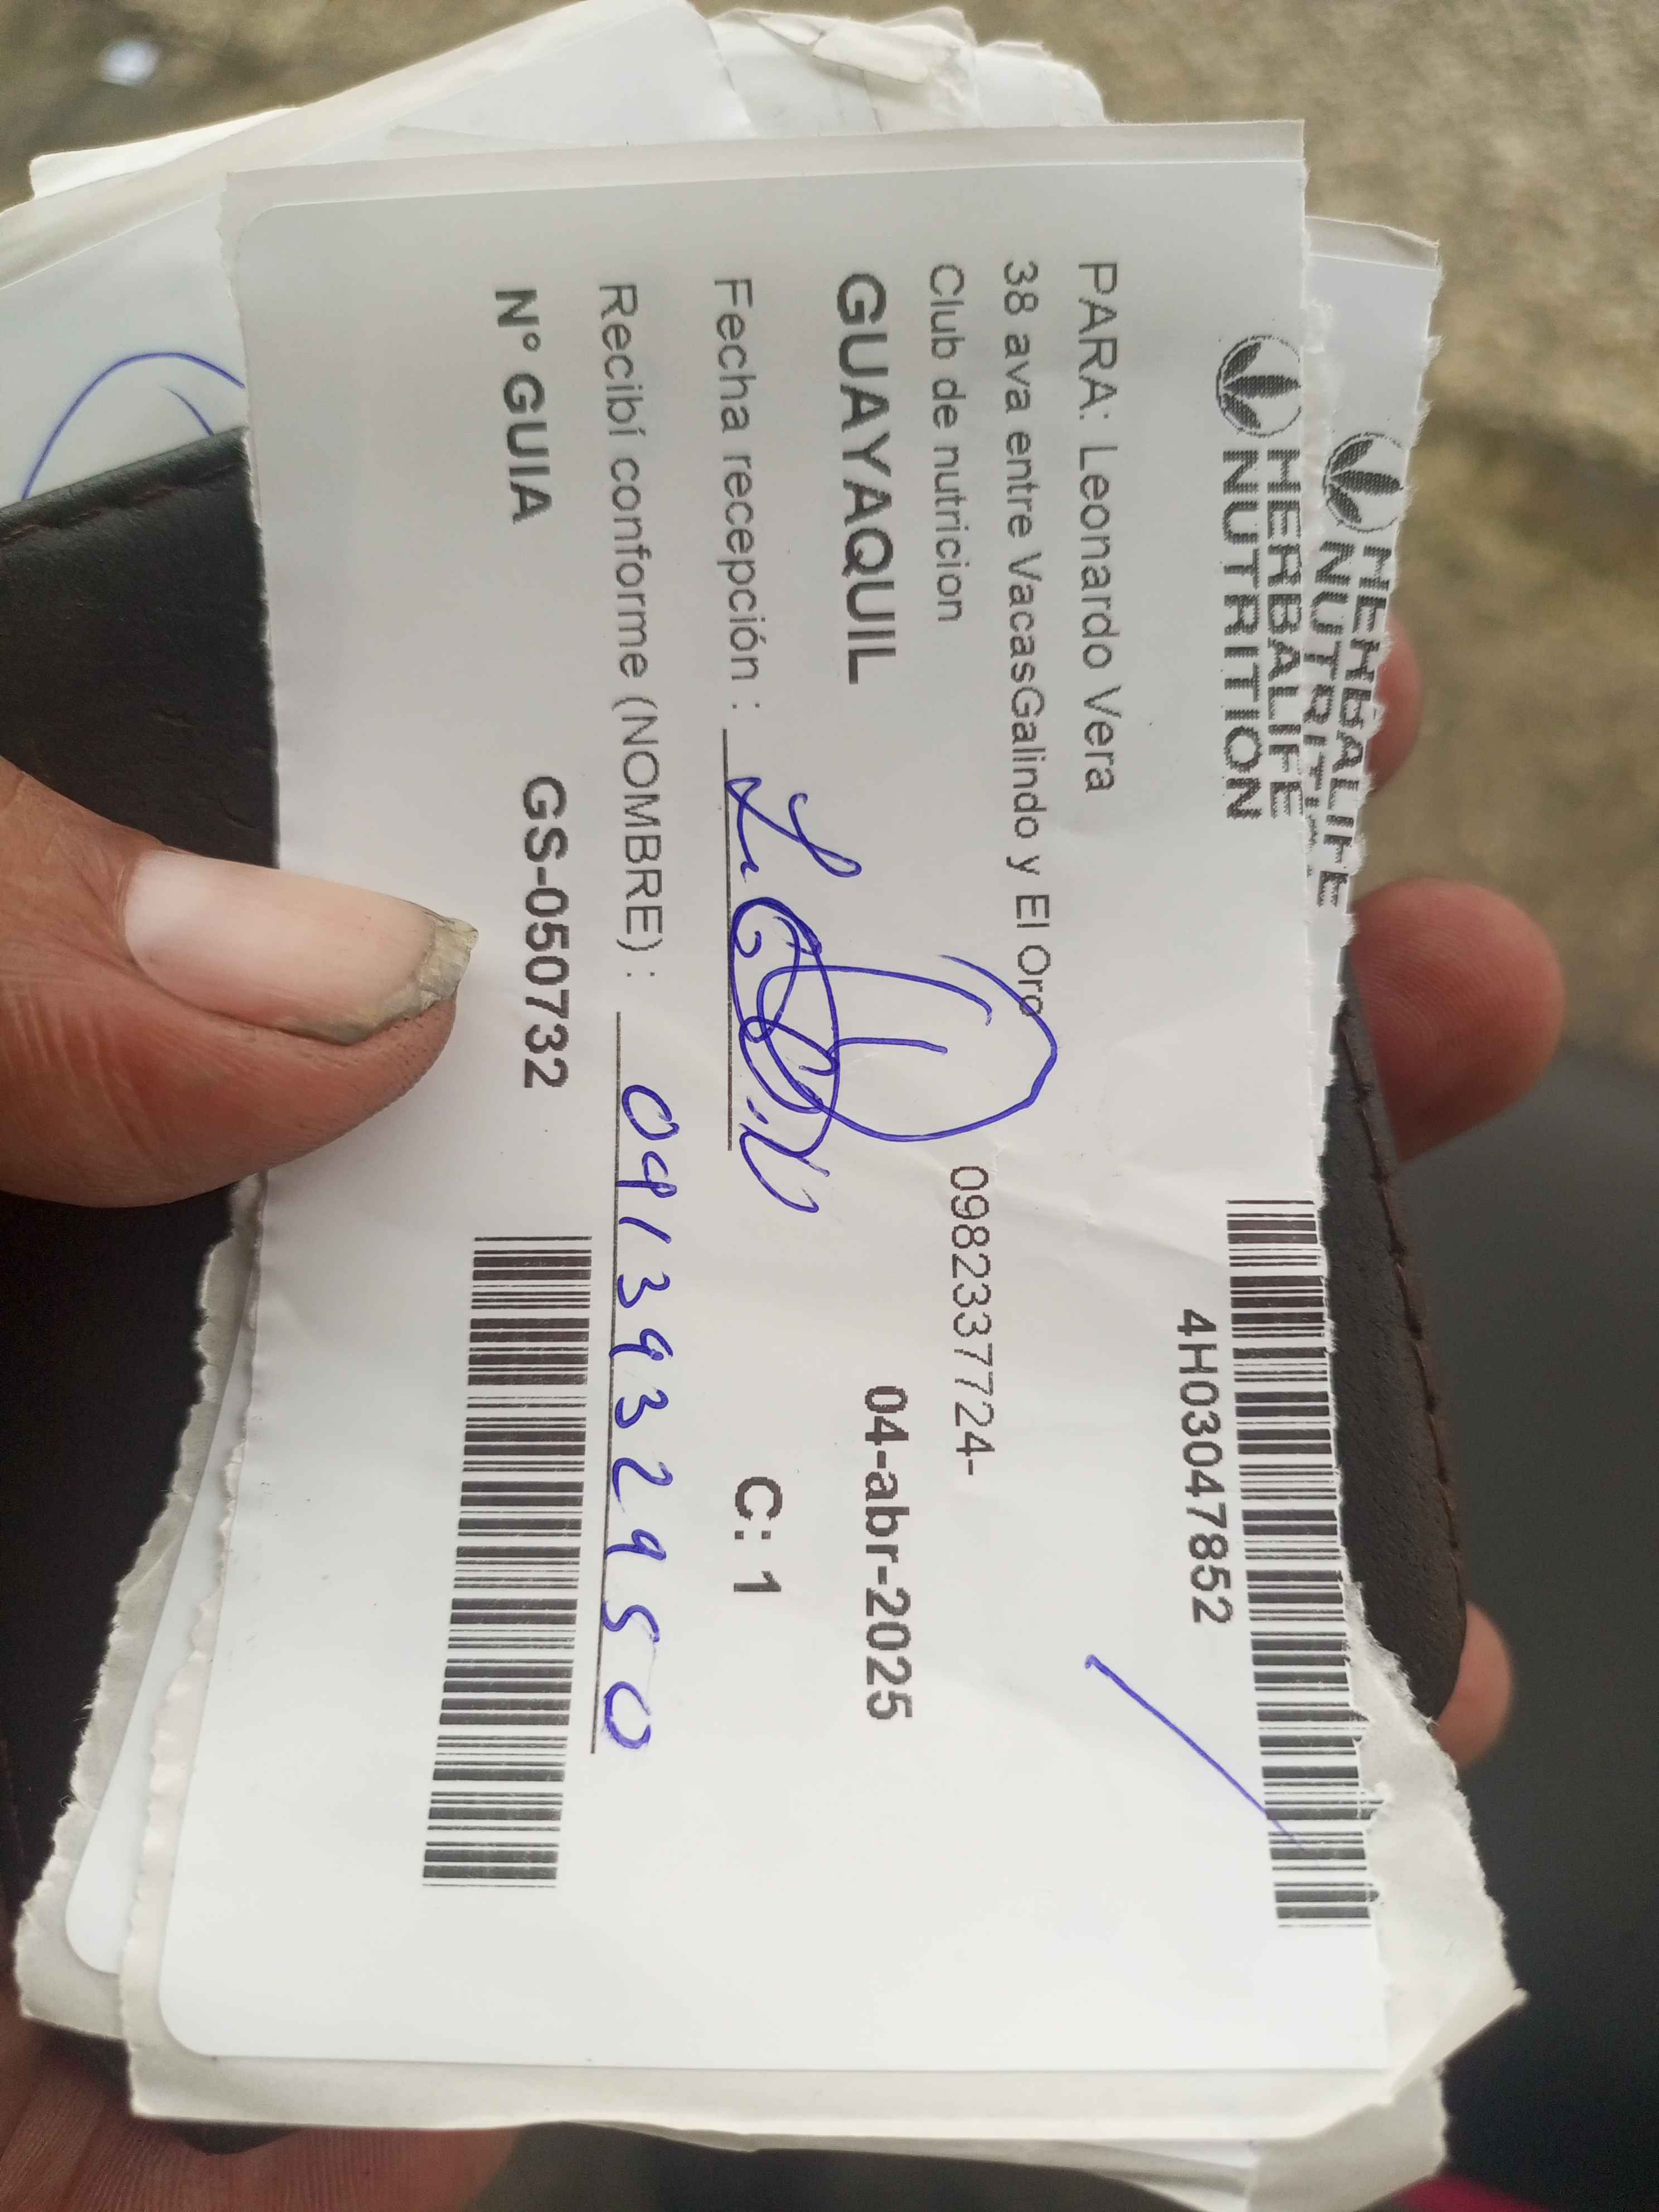 HERBALIFE
NUTRITION
HERBALIFE
NUTRITION
4H03047852
PARA: Leonardo Vera
38 ava entre VacasGalindo y El Oro
Club de nutricion
0982337724-
GUAYAQUIL
04-abr-2025
Fecha recepción :
C: 1
Recibí conforme (NOMBRE) : 0913932950
N° GUIA GS-050732